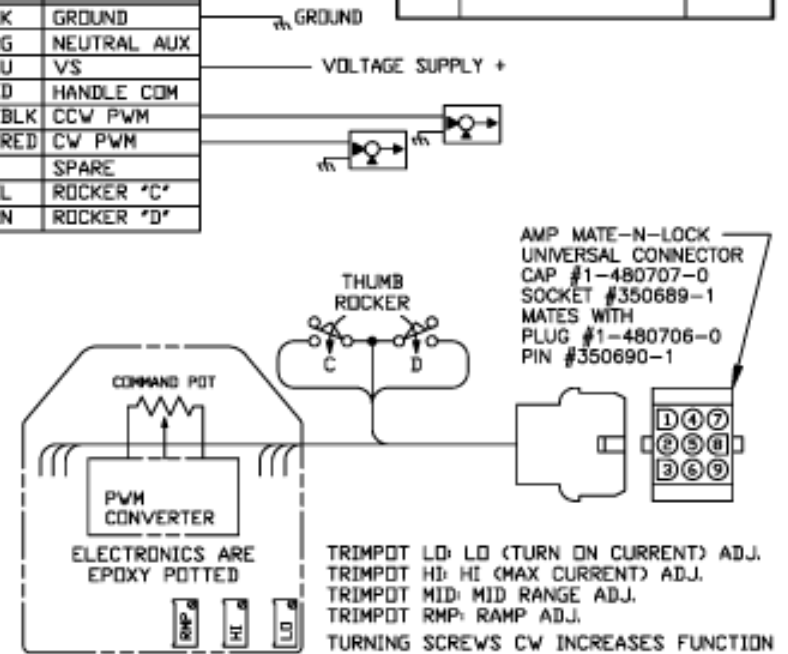 K GROUND GROUND
G NEUTRAL AUX
U VS VOLTAGE SUPPLY +
D HANDLE COM
BLK CCW PWM
RED CW PWM
SPARE
L ROCKER "C"
N ROCKER "D"
AMP MATE-N-LOCK
UNIVERSAL CONNECTOR
CAP #1-480707-0
SOCKET #350689-1
MATES WITH
PLUG #1-480706-0
PIN #350690-1
THUMB
ROCKER
C D
COMMAND POT
1 4 7
2 5 8
3 6 9
PWM
CONVERTER
ELECTRONICS ARE
EPOXY POTTED
RMP HI LO
TRIMPOT LO: LO (TURN ON CURRENT) ADJ.
TRIMPOT HI: HI (MAX CURRENT) ADJ.
TRIMPOT MID: MID RANGE ADJ.
TRIMPOT RMP: RAMP ADJ.
TURNING SCREWS CW INCREASES FUNCTION